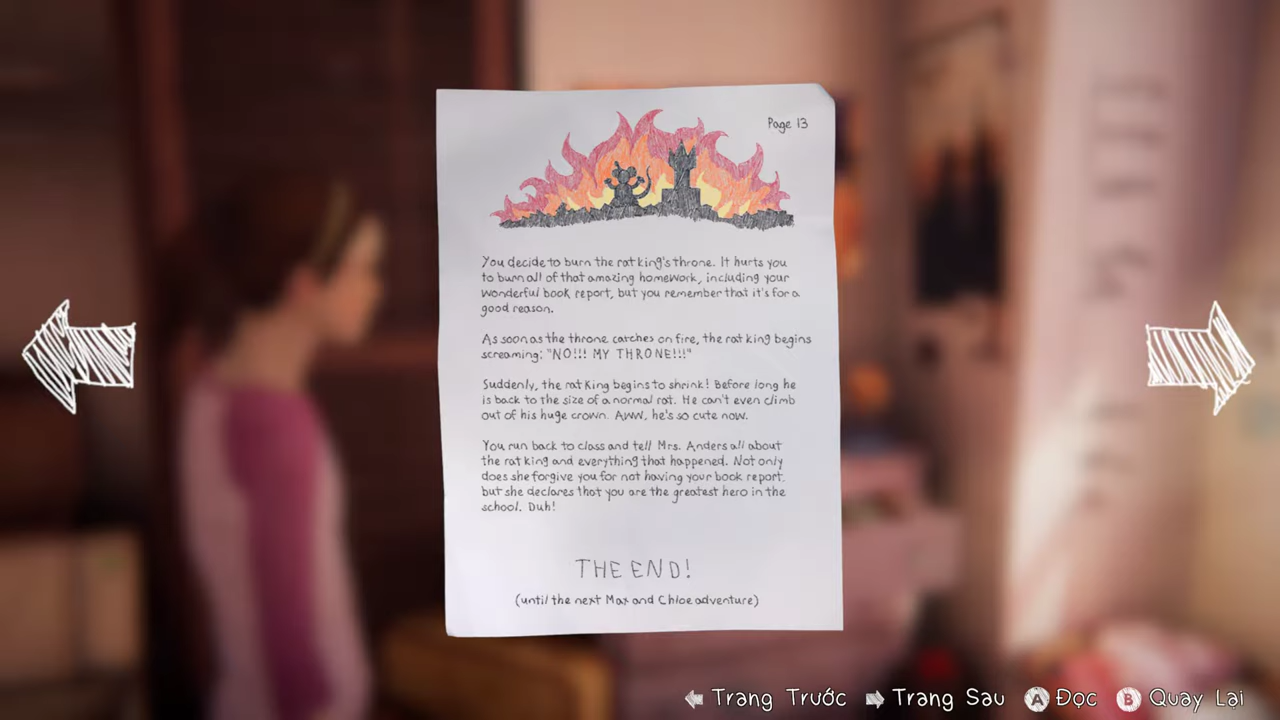 Page 13
You decide to burn the rat king's throne. It hurts you
to burn all of that amazing homework, including your
wonderful book report, but you remember that it's for a
good reason.
As soon as the throne catches on fire, the rat king begins
screaming: "NO!!! MY THRONE!!!"
Suddenly, the rat king begins to shrink! Before long he
is back to the size of a normal rat. He can't even climb
out of his huge crown. Aww, he's so cute now.
You run back to class and tell Mrs. Anders all about
the rat king and everything that happened. Not only
does she forgive you for not having your book report,
but she declares that you are the greatest hero in the
school. Duh!
THE END!
(until the next Max and Chloe adventure)
Trang Trước Trang Sau A Đọc B Quay Lại